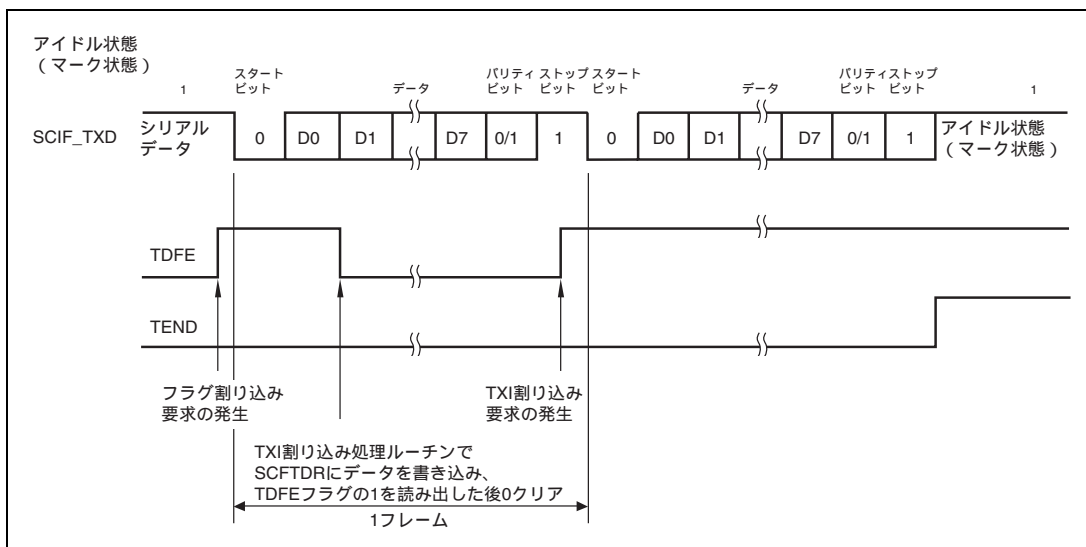 アイドル状態
(マーク状態)
1
スタート
ビット
データ
パリティ ストップ スタート
ビット ビット ビット
データ
パリティストップ
ビット ビット
1
SCIF_TXD
シリアル
データ
0 D0 D1 D7 0/1 1 0 D0 D1 D7 0/1 1
アイドル状態
(マーク状態)
TDFE
TEND
フラグ割り込み
要求の発生
TXI割り込み
要求の発生
TXI割り込み処理ルーチンで
SCFTDRにデータを書き込み、
TDFEフラグの1を読み出した後0クリア
1フレーム